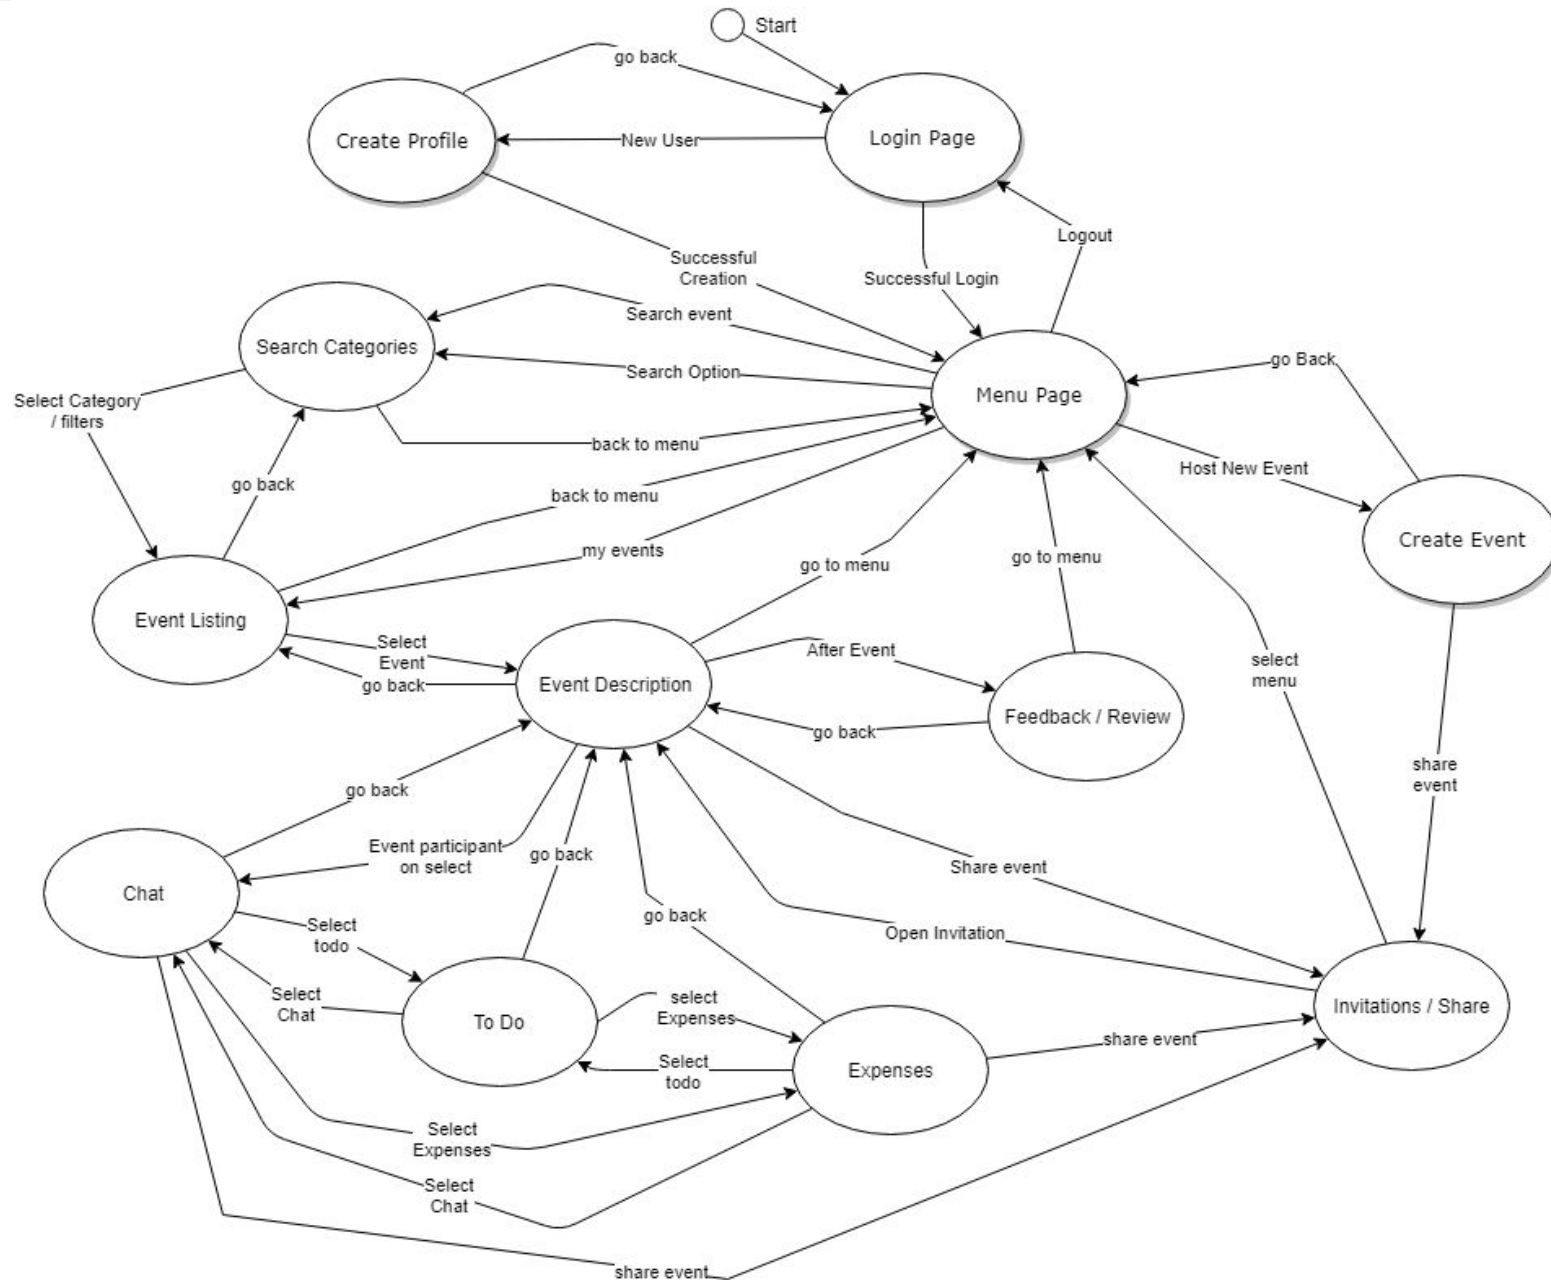 Start
go back
Create Profile
New User
Login Page
Logout
Successful
Creation
Successful Login
Search event
Search Categories
Search Option
go Back
Menu Page
Select Category
/ filters
back to menu
Host New Event
go back
back to menu
Create Event
my events
go to menu
go to menu
Event Listing
Select
Event
go back
Event Description
After Event
select
menu
Feedback / Review
go back
share
event
go back
Event participant
on select
go back
Share event
Chat
go back
Open Invitation
Select
todo
Select
Chat
To Do
select
Expenses
Invitations / Share
share event
Select
todo
Expenses
Select
Expenses
Select
Chat
share event